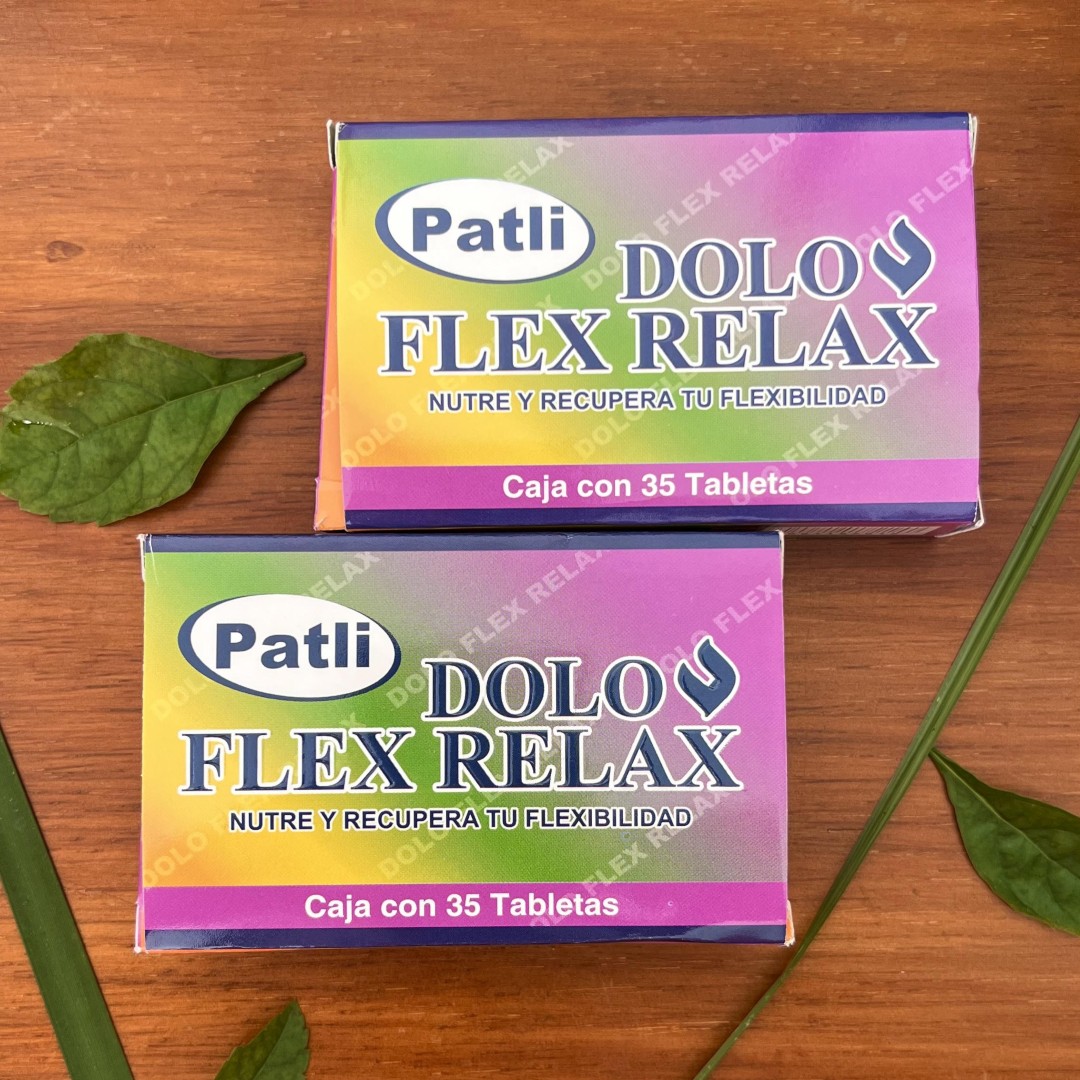 Patli
DOLO
FLEX RELAX
NUTRE Y RECUPERA TU FLEXIBILIDAD
Caja con 35 Tabletas
Patli
DOLO
FLEX RELAX
NUTRE Y RECUPERA TU FLEXIBILIDAD
Caja con 35 Tabletas